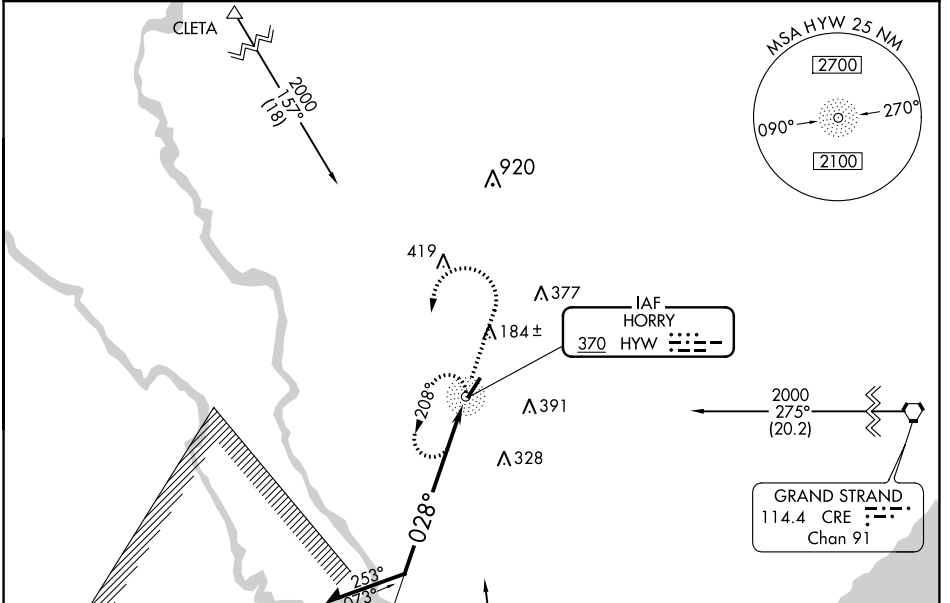 CLETA
2000
157°
(18)
MSA HYW 25 NM
2700
090°
270°
2100
920
419
377
184 ±
IAF
HORRY
370 HYW
208°
391
328
2000
275°
(20.2)
GRAND STRAND
114.4 CRE
Chan 91
028°
253°
073°